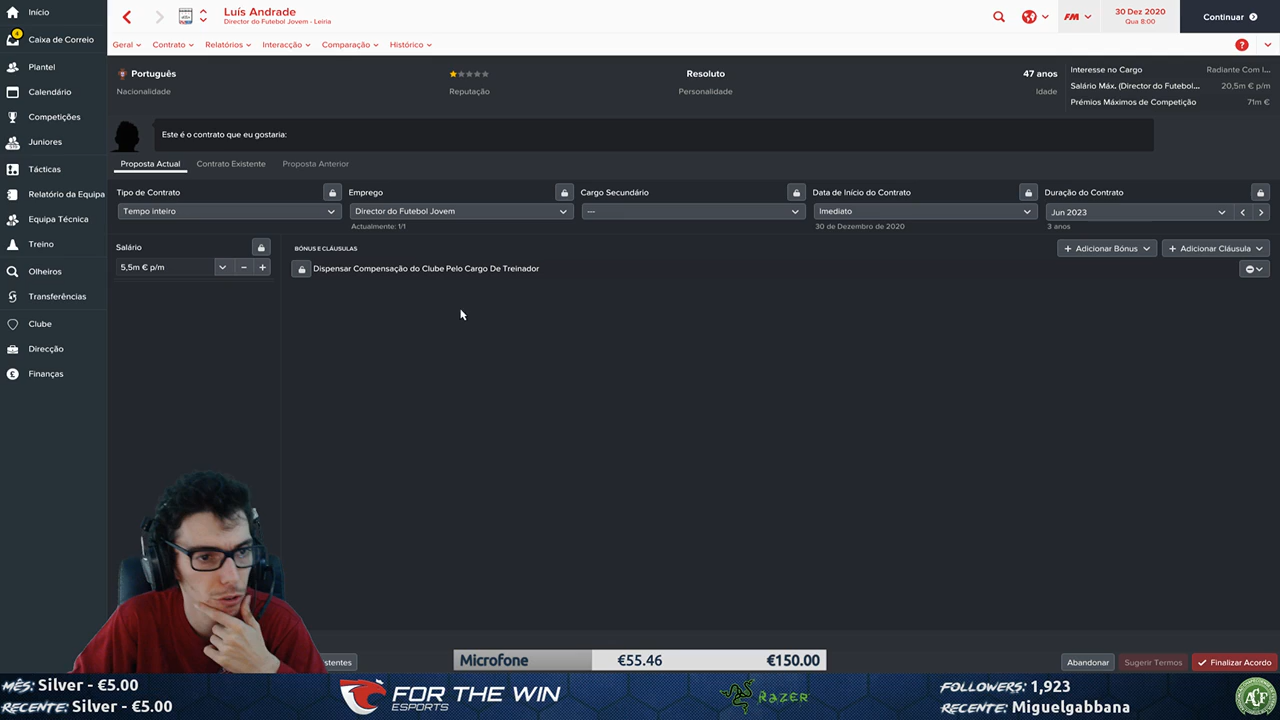 Início
Luís Andrade
Director do Futebol Jovem - Leiria
FM
30 Dez 2020
Qua 8:00
Continuar
4
Caixa de Correio
Geral
Contrato
Relatórios
Interacção
Comparação
Histórico
?
Plantel
Calendário
Competições
Juniores
Tácticas
Relatório da Equipa
Equipa Técnica
Treino
Olheiros
Transferências
Clube
Direcção
Finanças
Português
Nacionalidade
Reputação
Resoluto
Personalidade
47 anos
Idade
Interesse no Cargo
Radiante Com I...
Salário Máx. (Director do Futebol...
20,5m € p/m
Prémios Máximos de Competição
71m €
Este é o contrato que eu gostaria:
Proposta Actual
Contrato Existente
Proposta Anterior
Tipo de Contrato
Emprego
Cargo Secundário
Data de Início do Contrato
Duração do Contrato
Tempo inteiro
Director do Futebol Jovem
---
Imediato
Jun 2023
Actualmente: 1/1
30 de Dezembro de 2020
3 anos
Salário
5,5m € p/m
BÓNUS E CLÁUSULAS
Adicionar Bónus
Adicionar Cláusula
Dispensar Compensação do Clube Pelo Cargo De Treinador
istentes
Abandonar
Sugerir Termos
Finalizar Acordo
Microfone
€55.46
€150.00
MÊS: Silver - €5.00
RECENTE: Silver - €5.00
FOR THE WIN
ESPORTS
RAZER
FOLLOWERS: 1,923
RECENTE: Miguelgabbana
ACF